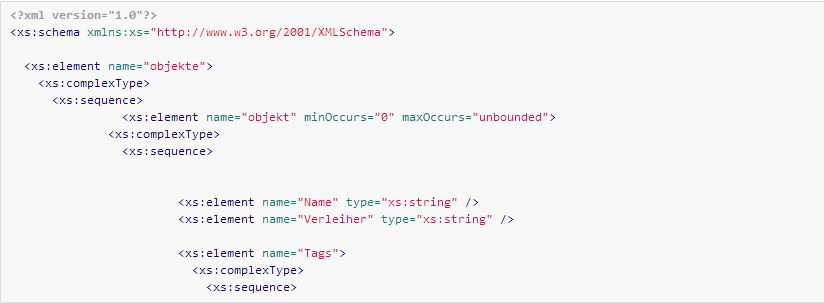 <?xml version="1.0"?>
<xs:schema xmlns:xs="http://www.w3.org/2001/XMLSchema">
<xs:element name="objekte">
<xs:complexType>
<xs:sequence>
<xs:element name="objekt" minOccurs="0" maxOccurs="unbounded">
<xs:complexType>
<xs:sequence>
<xs:element name="Name" type="xs:string" />
<xs:element name="Verleiher" type="xs:string" />
<xs:element name="Tags">
<xs:complexType>
<xs:sequence>